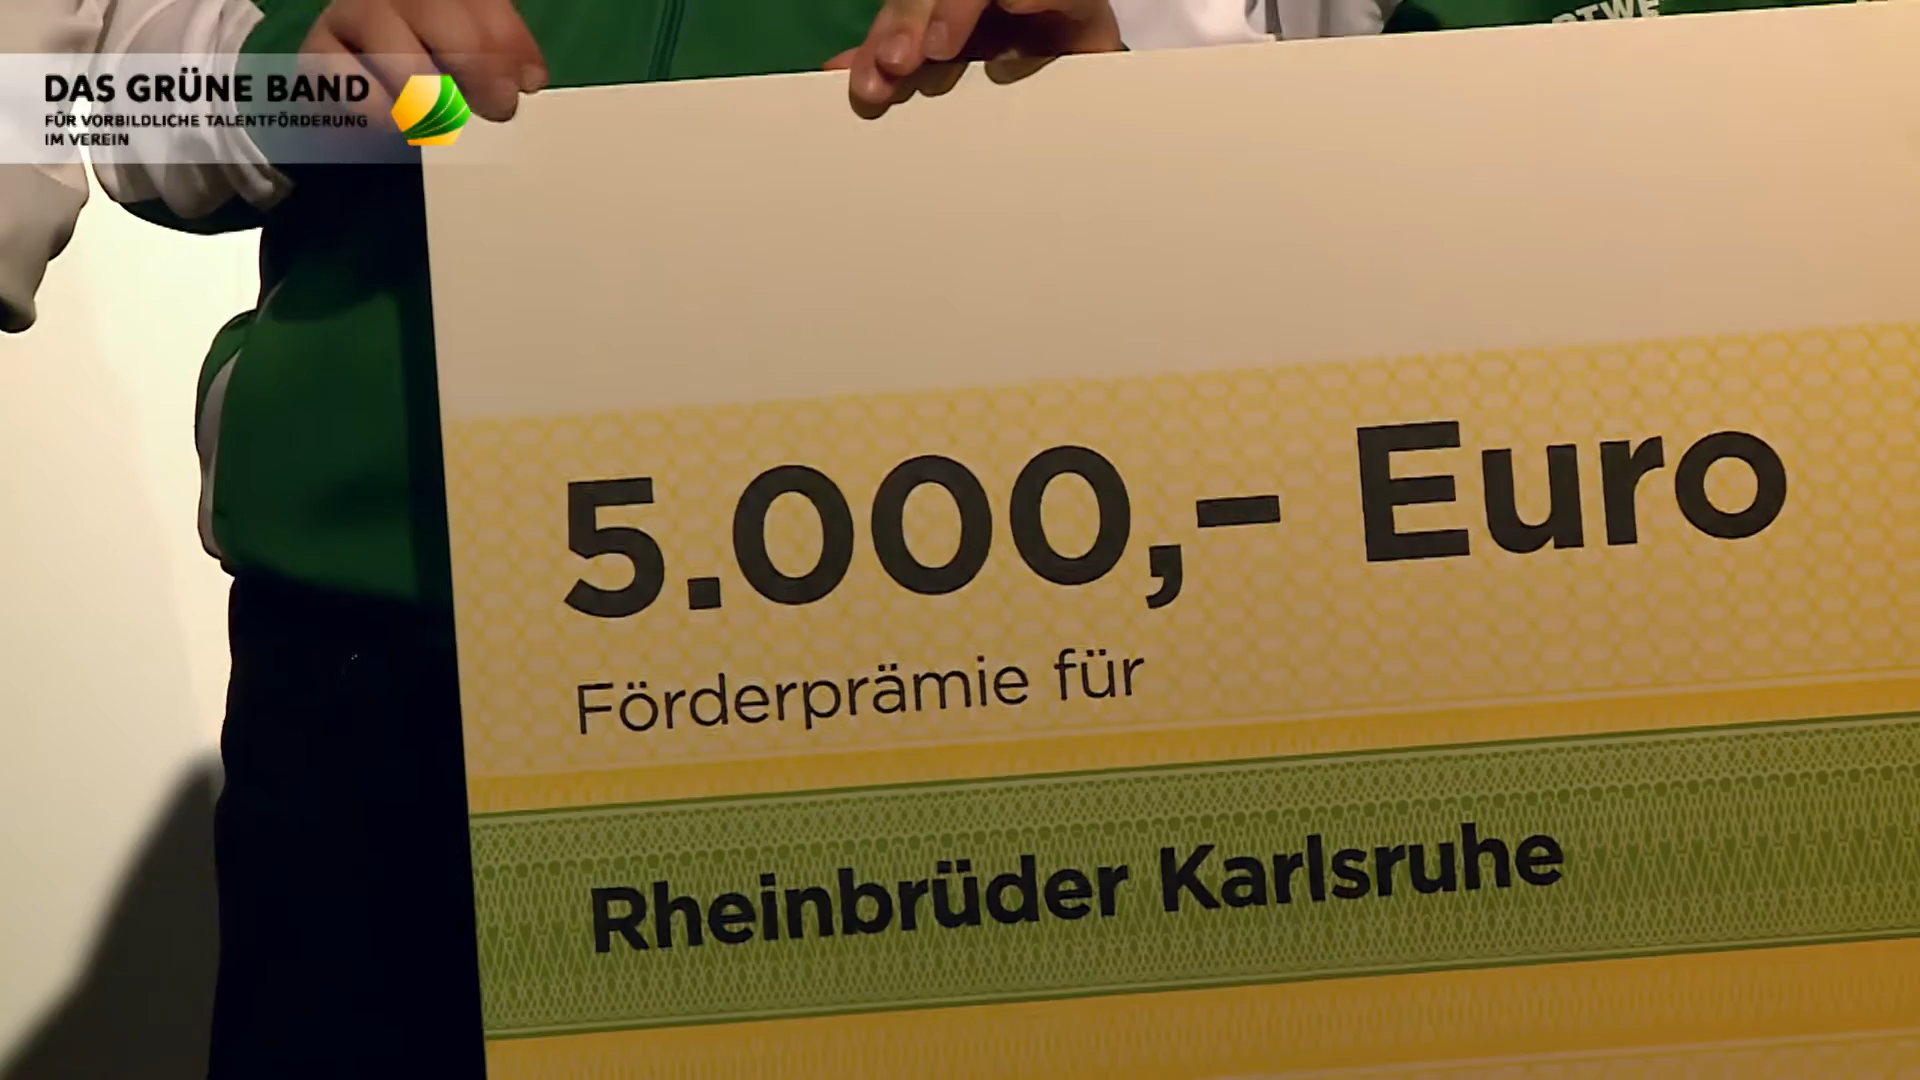 DAS GRÜNE BAND
FÜR VORBILDLICHE TALENTFÖRDERUNG
IM VEREIN
5.000,- Euro
Förderprämie für
Rheinbrüder Karlsruhe